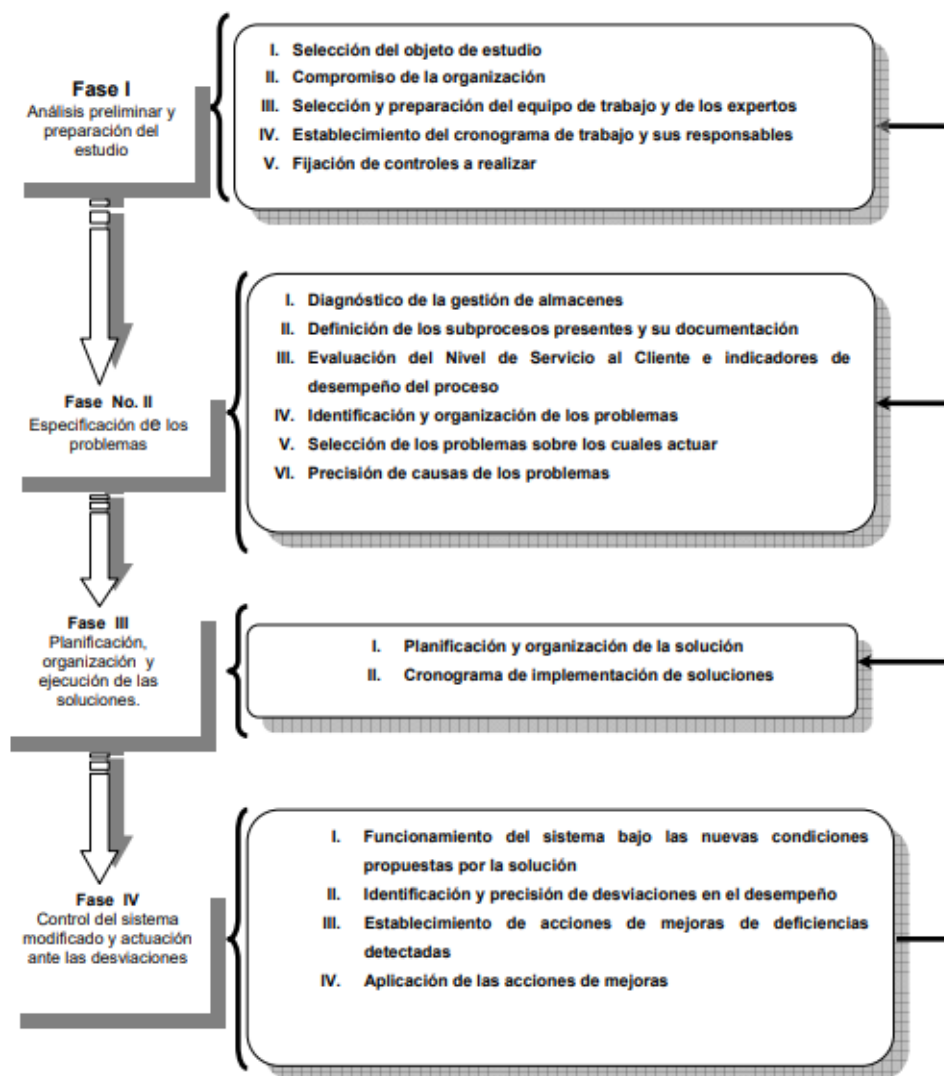 Fase I
Análisis preliminar y
preparación del
estudio
I. Selección del objeto de estudio
II. Compromiso de la organización
III. Selección y preparación del equipo de trabajo y de los expertos
IV. Establecimiento del cronograma de trabajo y sus responsables
V. Fijación de controles a realizar
Fase No. II
Especificación de los
problemas
I. Diagnóstico de la gestión de almacenes
II. Definición de los subprocesos presentes y su documentación
III. Evaluación del Nivel de Servicio al Cliente e indicadores de
desempeño del proceso
IV. Identificación y organización de los problemas
V. Selección de los problemas sobre los cuales actuar
VI. Precisión de causas de los problemas
Fase III
Planificación,
organización y
ejecución de las
soluciones.
I. Planificación y organización de la solución
II. Cronograma de implementación de soluciones
Fase IV
Control del sistema
modificado y actuación
ante las desviaciones
I. Funcionamiento del sistema bajo las nuevas condiciones
propuestas por la solución
II. Identificación y precisión de desviaciones en el desempeño
III. Establecimiento de acciones de mejoras de deficiencias
detectadas
IV. Aplicación de las acciones de mejoras